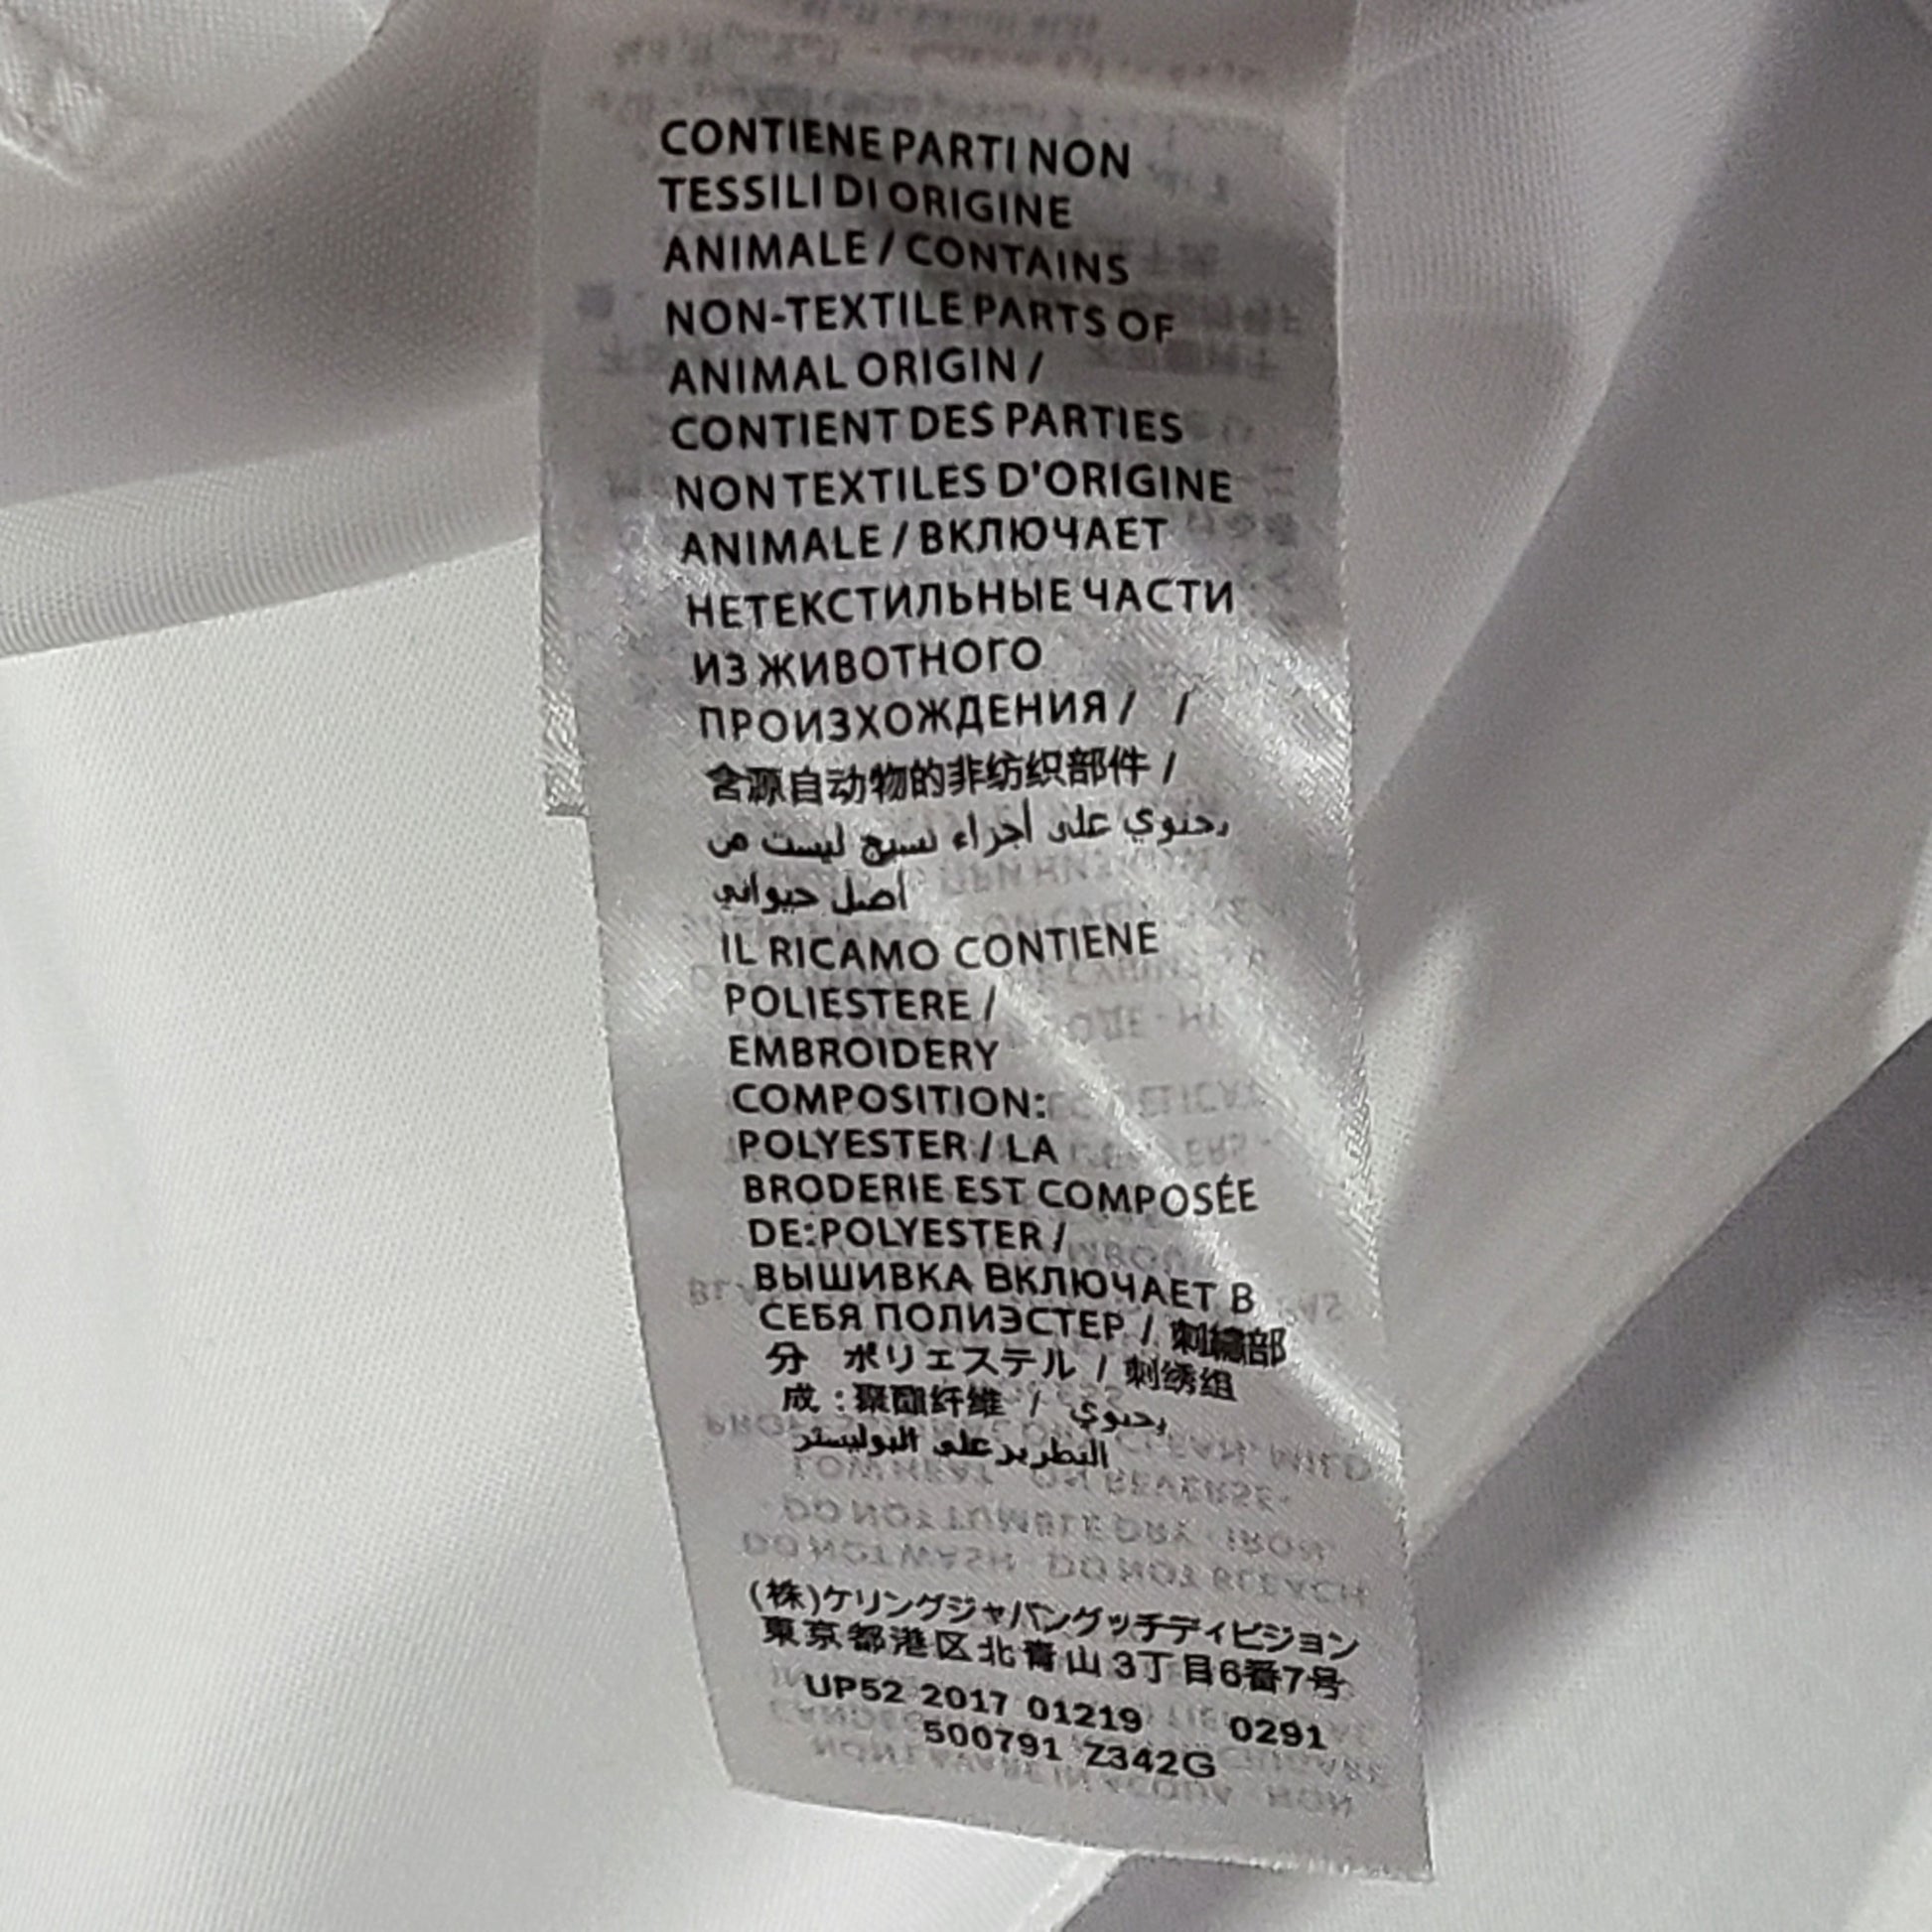 CONTIENE PARTI NON
TESSILI DI ORIGINE
ANIMALE / CONTAINS
NON-TEXTILE PARTS OF
ANIMAL ORIGIN /
CONTIENT DES PARTIES
NON TEXTILES D'ORIGINE
ANIMALE / ВКЛЮЧАЕТ
НЕТЕКСТИЛЬНЫЕ ЧАСТИ
ИЗ ЖИВОТНОГО
ПРОИЗХОЖДЕНИЯ / /
含源自动物的非纺织部件 /
يحتوي على أجزاء نسيج ليست من
أصل حيواني
IL RICAMO CONTIENE
POLIESTERE /
EMBROIDERY
COMPOSITION:
POLYESTER / LA
BRODERIE EST COMPOSÉE
DE:POLYESTER /
ВЫШИВКА ВКЛЮЧАЕТ В
СЕБЯ ПОЛИЭСТЕР / 刺繍部
分 ポリエステル / 刺绣组
成 : 聚酯纤维 / يحتوي
التطريز على البوليستر
(株)ケリングジャパングッチディビジョン
東京都港区北青山3丁目6番7号
UP52 2017 01219 0291
500791 Z342G